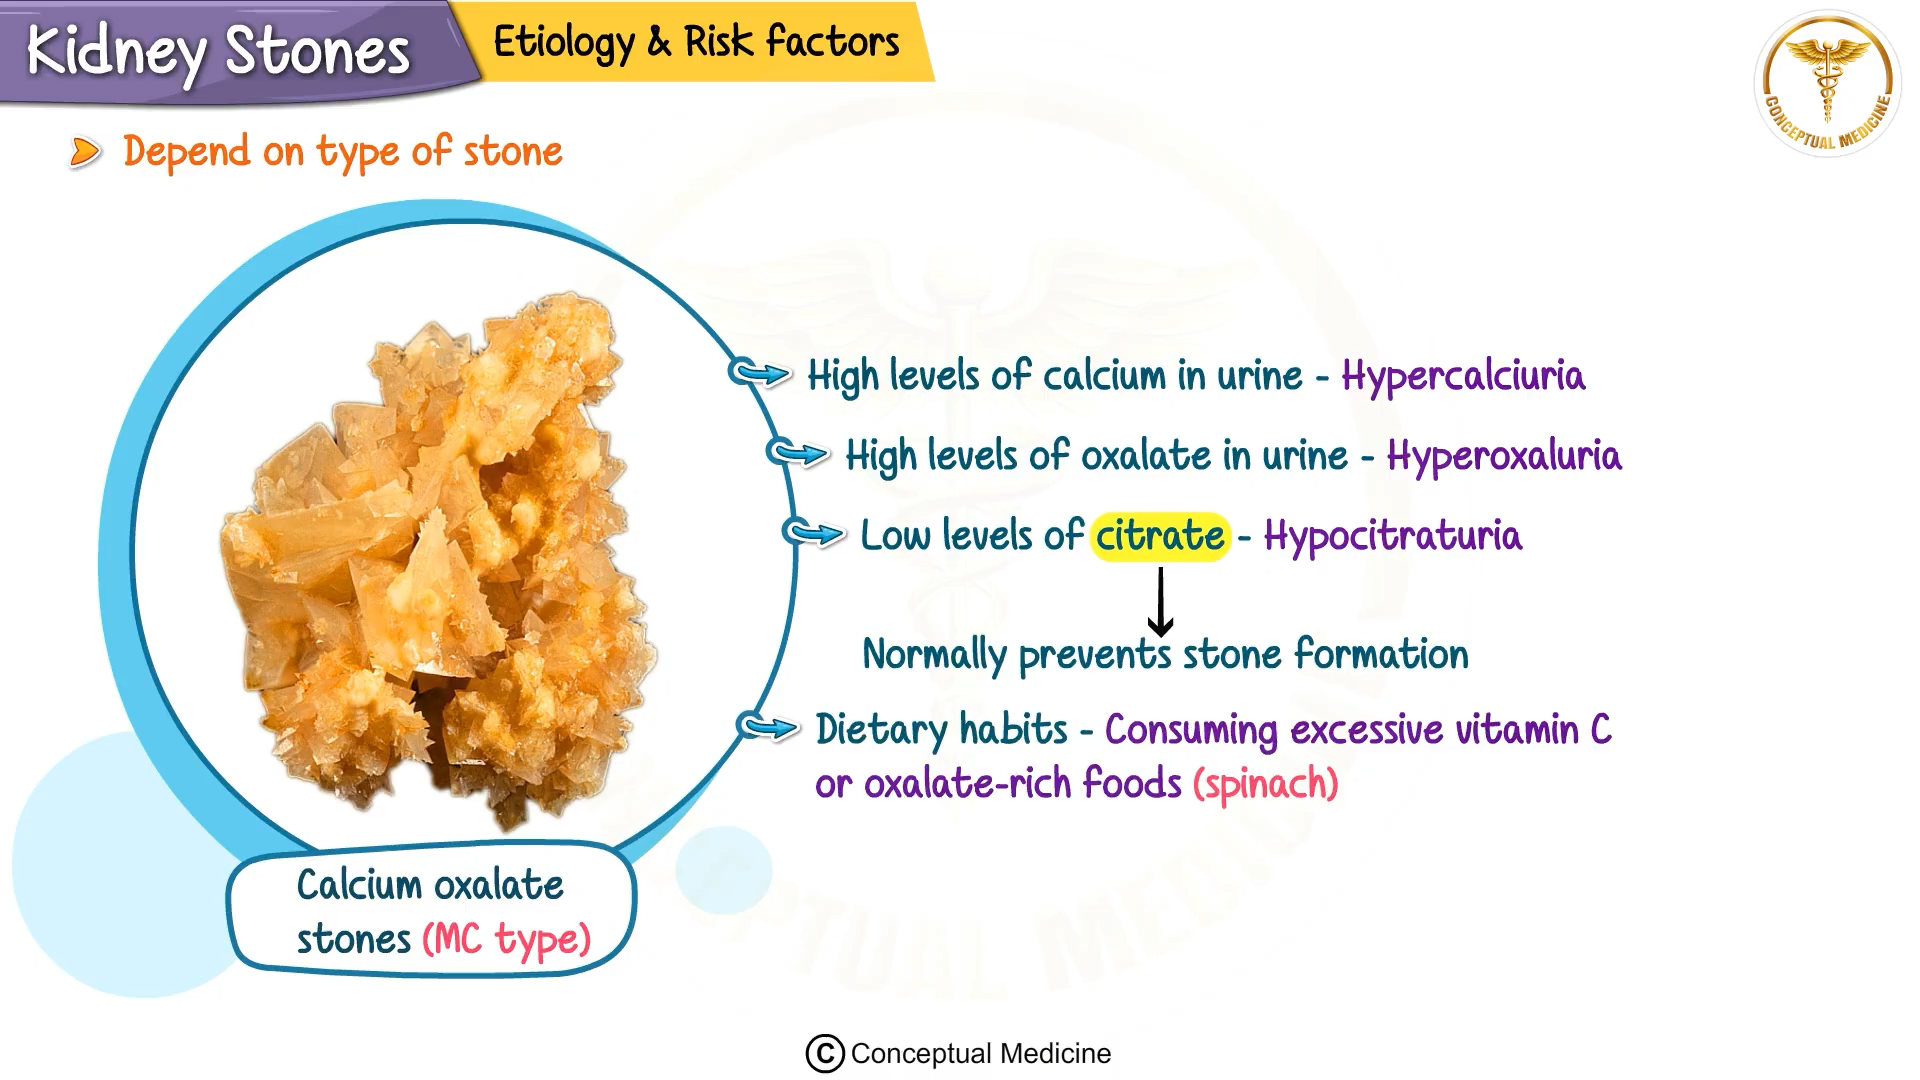 Kidney Stones
Etiology & Risk factors
CONCEPTUAL MEDICINE
Depend on type of stone
High levels of calcium in urine - Hypercalciuria
High levels of oxalate in urine - Hyperoxaluria
Low levels of citrate - Hypocitraturia
Normally prevents stone formation
Dietary habits - Consuming excessive vitamin C
or oxalate-rich foods (spinach)
Calcium oxalate
stones (MC type)
CONCEPTUAL MEDICINE
© Conceptual Medicine